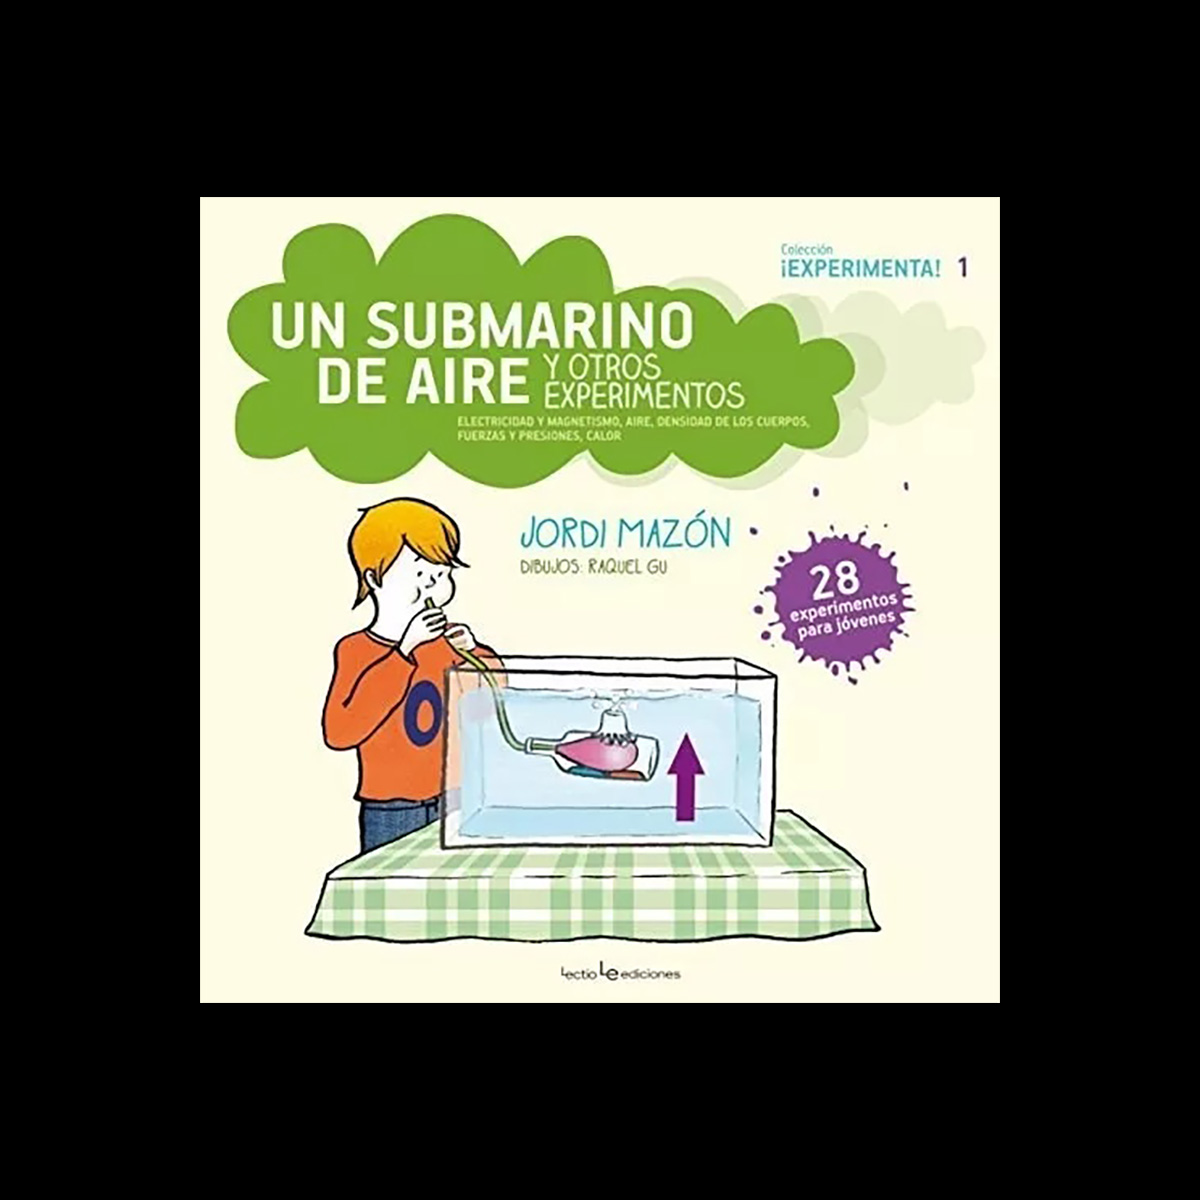 Colección
¡EXPERIMENTA! 1
UN SUBMARINO
DE AIRE Y OTROS
EXPERIMENTOS
ELECTRICIDAD Y MAGNETISMO, AIRE, DENSIDAD DE LOS CUERPOS,
FUERZAS Y PRESIONES, CALOR
JORDI MAZÓN
DIBUJOS: RAQUEL GU
28
experimentos
para jóvenes
O
Lectio Le ediciones